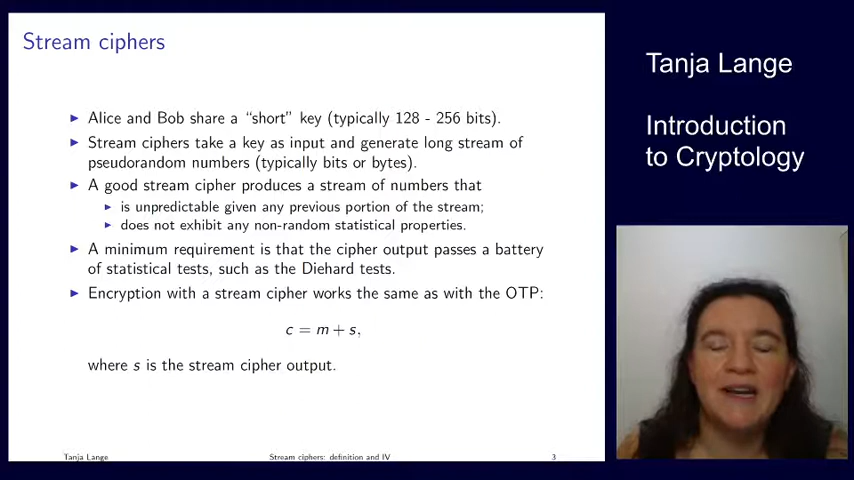 Stream ciphers
▶ Alice and Bob share a “short” key (typically 128 - 256 bits).
▶ Stream ciphers take a key as input and generate long stream of
pseudorandom numbers (typically bits or bytes).
▶ A good stream cipher produces a stream of numbers that
▶ is unpredictable given any previous portion of the stream;
▶ does not exhibit any non-random statistical properties.
▶ A minimum requirement is that the cipher output passes a battery
of statistical tests, such as the Diehard tests.
▶ Encryption with a stream cipher works the same as with the OTP:
c = m + s,
where s is the stream cipher output.
Tanja Lange
Stream ciphers: definition and IV
3
Tanja Lange
Introduction
to Cryptology